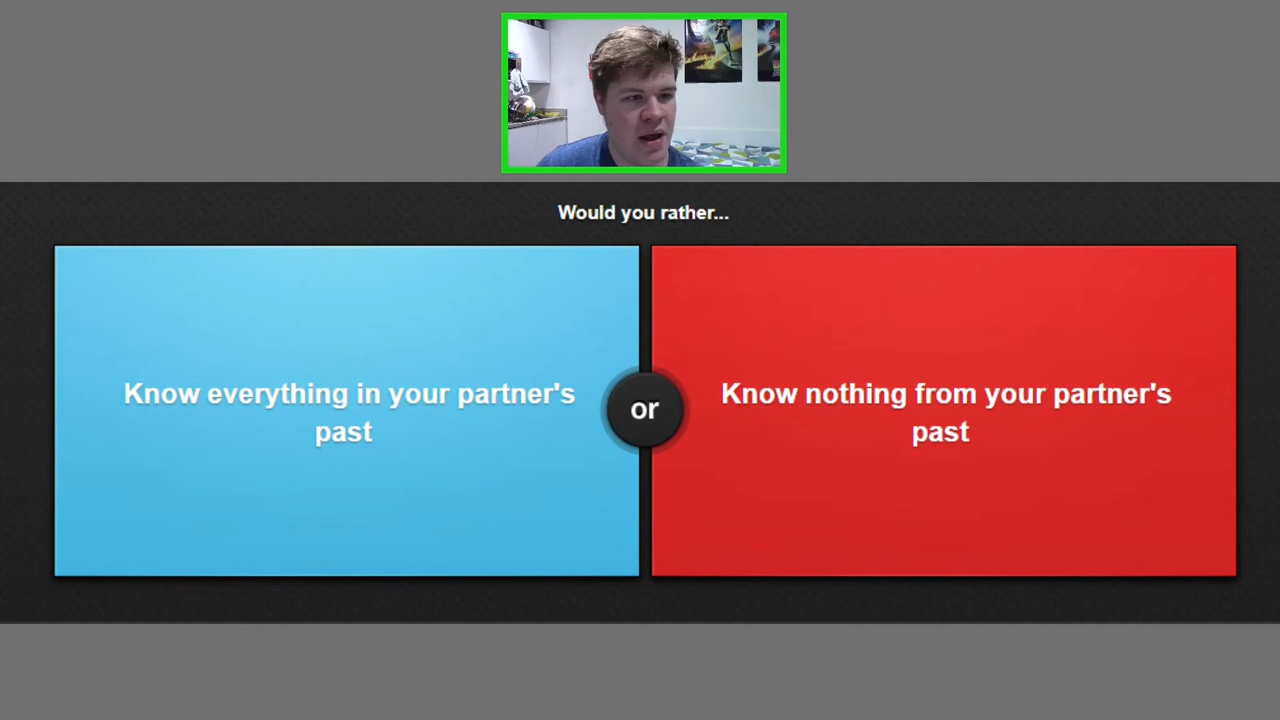 Would you rather...
Know everything in your partner's
past
or
Know nothing from your partner's
past